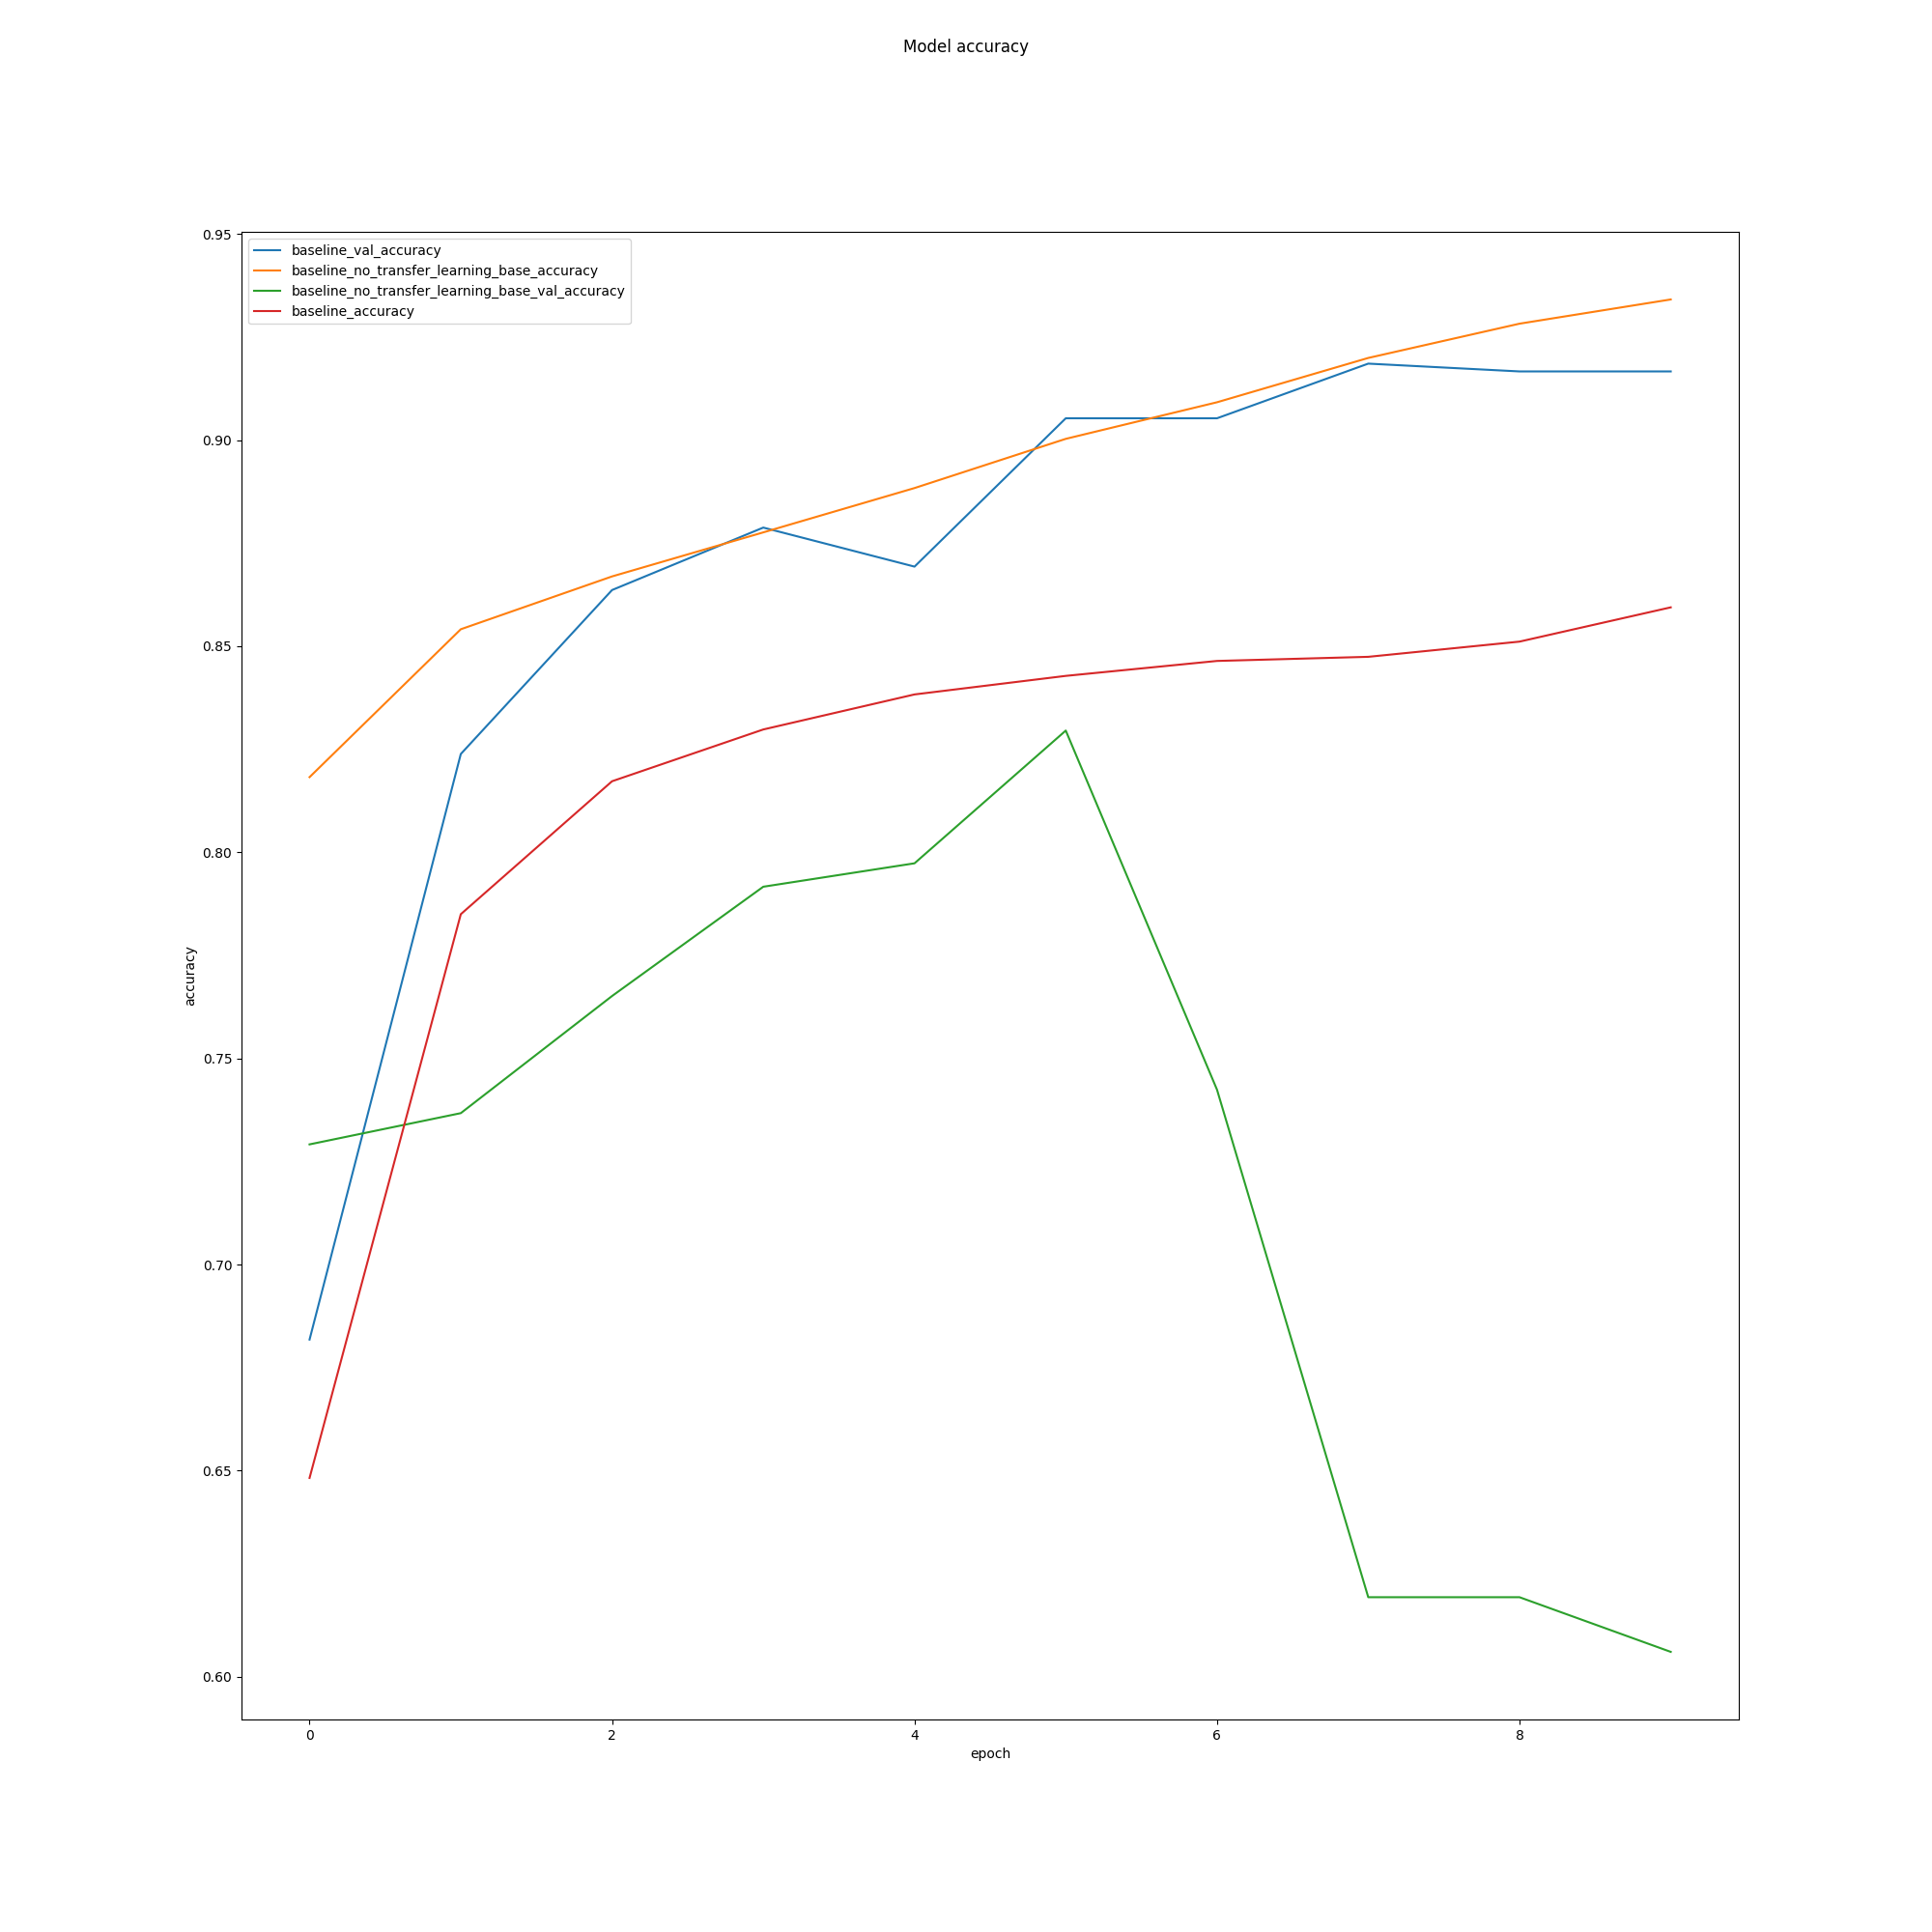 Model accuracy
baseline_val_accuracy
baseline_no_transfer_learning_base_accuracy
baseline_no_transfer_learning_base_val_accuracy
baseline_accuracy
0.95
0.90
0.85
0.80
0.75
0.70
0.65
0.60
accuracy
0 2 4 6 8
epoch